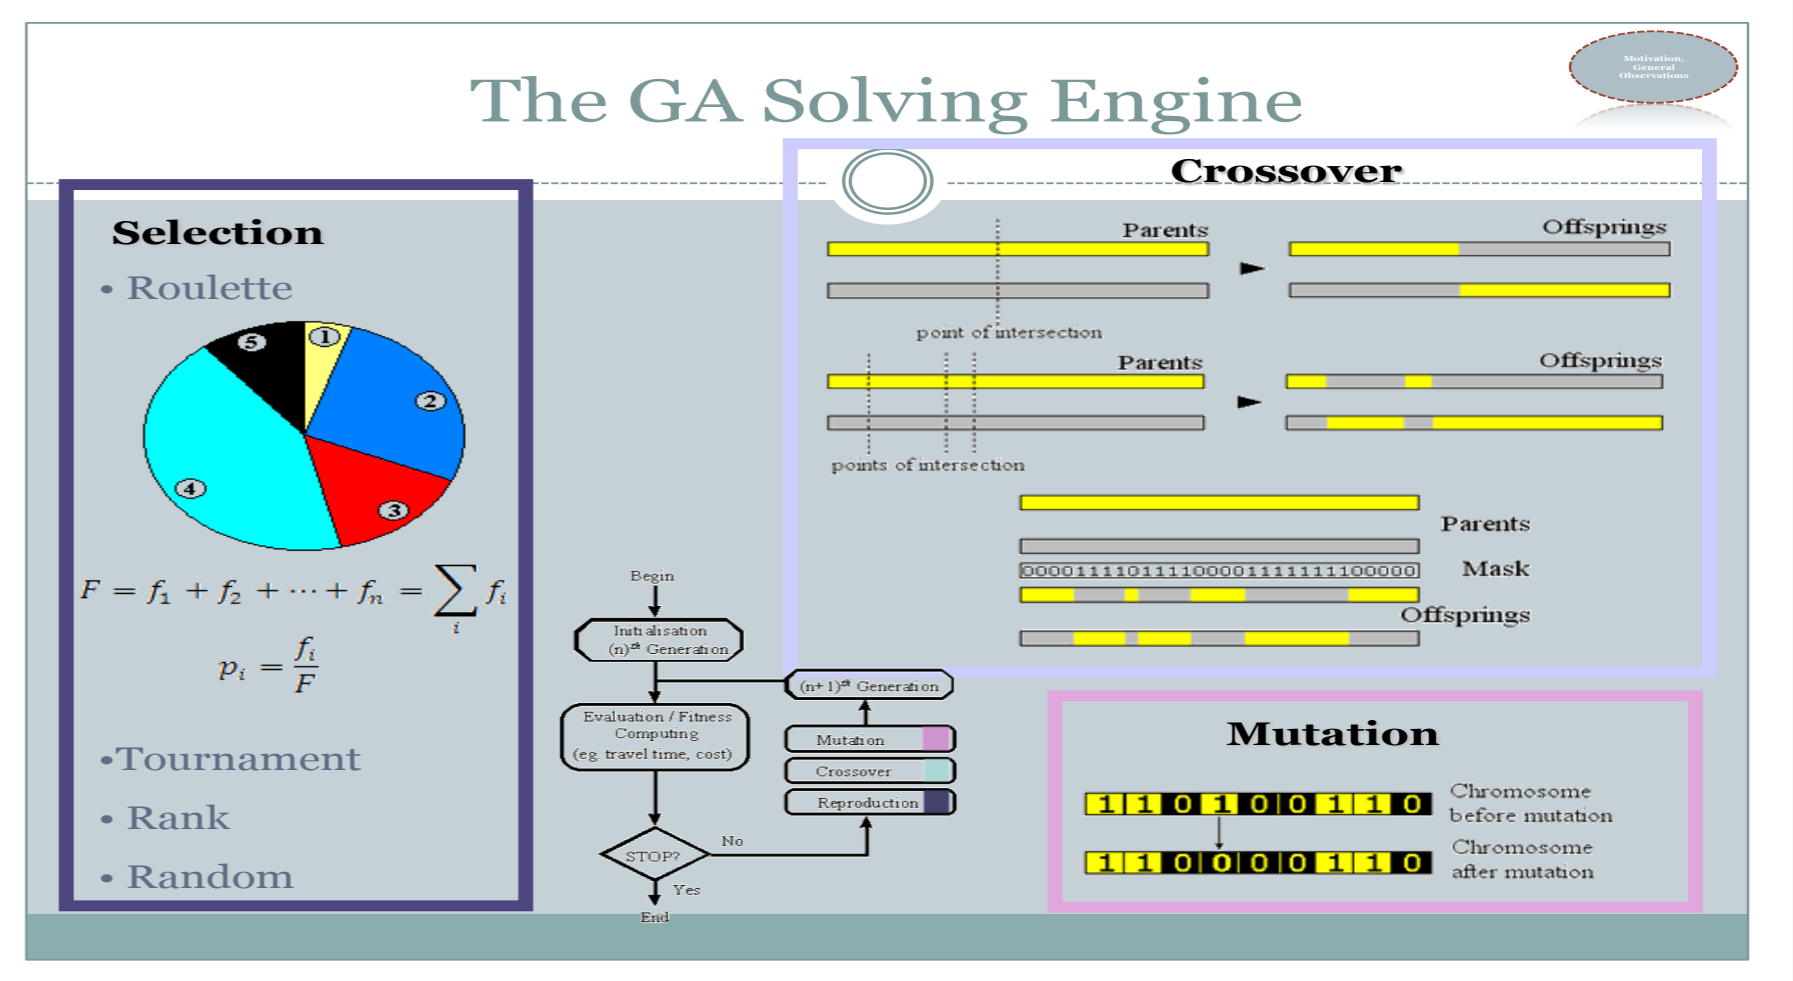 Motivation,
General
Observations
The GA Solving Engine
Selection
• Roulette
1
2
3
4
5
F = f₁ + f₂ + ⋯ + fₙ = ∑ᵢ fᵢ
pᵢ = fᵢ / F
•Tournament
• Rank
• Random
Crossover
Parents
Offsprings
point of intersection
Parents
Offsprings
points of intersection
Parents
000011110111100001111111100000
Mask
Offsprings
Begin
Initialisation
(n)ᵗʰ Generation
(n+1)ᵗʰ Generation
Evaluation / Fitness
Computing
(eg. travel time, cost)
Mutation
Crossover
Reproduction
STOP?
No
Yes
End
Mutation
1 1 0 1 0 0 1 1 0
Chromosome
before mutation
1 1 0 0 0 0 1 1 0
Chromosome
after mutation